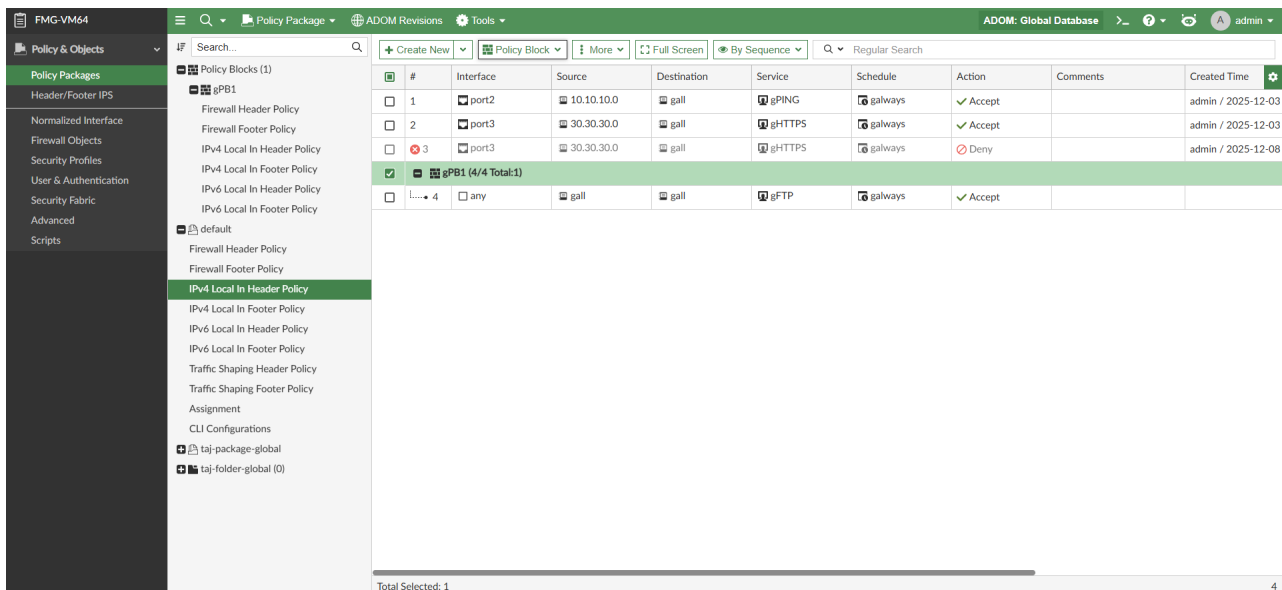 FMG-VM64
Policy Package
ADOM Revisions
Tools
ADOM: Global Database
>_
A
admin
Policy & Objects
Policy Packages
Header/Footer IPS
Normalized Interface
Firewall Objects
Security Profiles
User & Authentication
Security Fabric
Advanced
Scripts
Search...
Policy Blocks (1)
gPB1
Firewall Header Policy
Firewall Footer Policy
IPv4 Local In Header Policy
IPv4 Local In Footer Policy
IPv6 Local In Header Policy
IPv6 Local In Footer Policy
default
Firewall Header Policy
Firewall Footer Policy
IPv4 Local In Header Policy
IPv4 Local In Footer Policy
IPv6 Local In Header Policy
IPv6 Local In Footer Policy
Traffic Shaping Header Policy
Traffic Shaping Footer Policy
Assignment
CLI Configurations
taj-package-global
taj-folder-global (0)
+ Create New Policy Block More Full Screen By Sequence Regular Search
# Interface Source Destination Service Schedule Action Comments Created Time
1 port2 10.10.10.0 gall gPING galways Accept admin / 2025-12-03
2 port3 30.30.30.0 gall gHTTPS galways Accept admin / 2025-12-03
3 port3 30.30.30.0 gall gHTTPS galways Deny admin / 2025-12-08
gPB1 (4/4 Total:1)
4 any gall gall gFTP galways Accept
Total Selected: 1 4